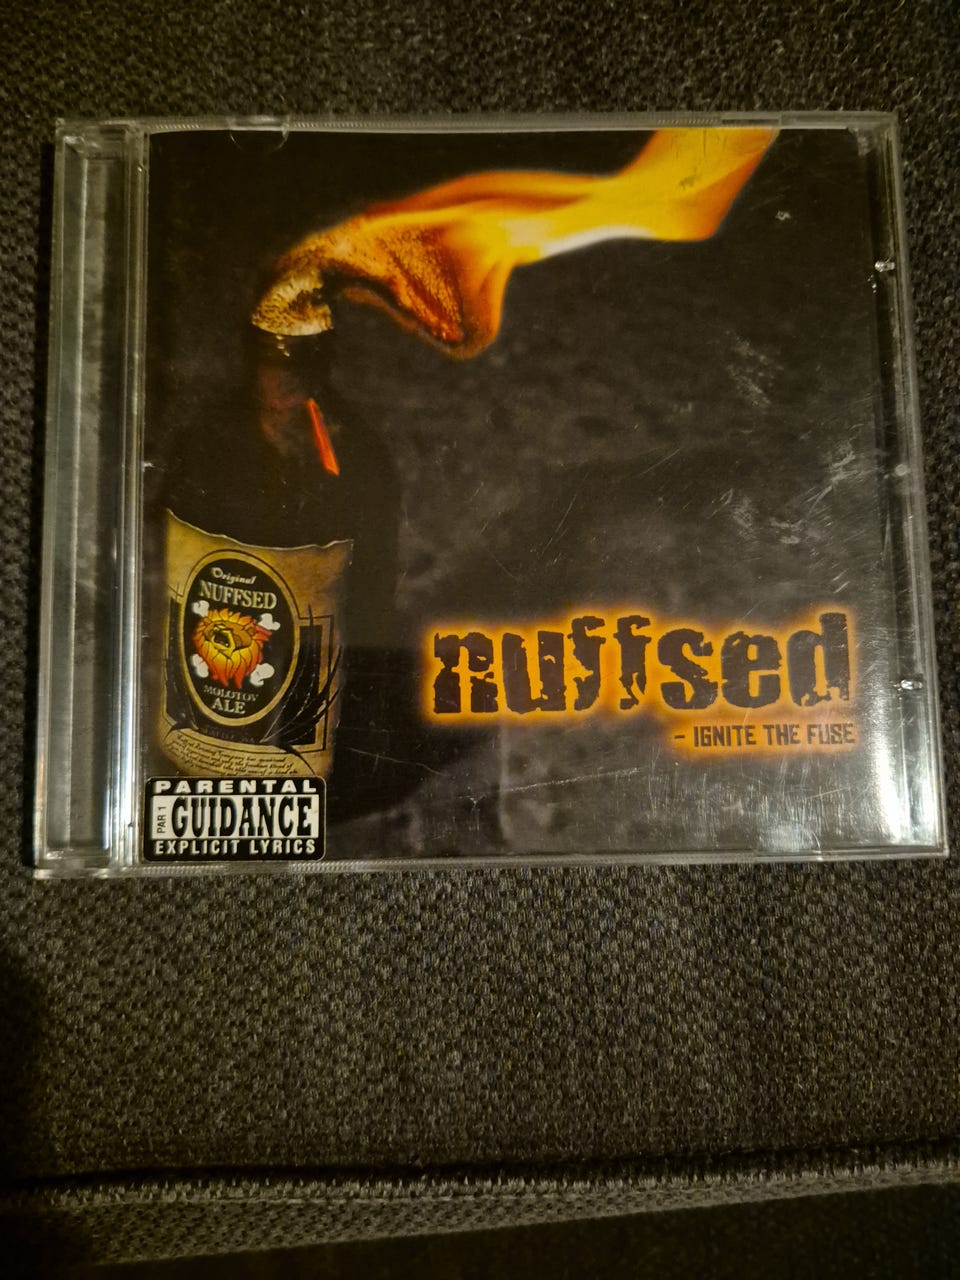 Original
NUFFSED
MOLOTOV
ALE
nuffsed
- IGNITE THE FUSE
PARENTAL
PAR 1
GUIDANCE
EXPLICIT LYRICS